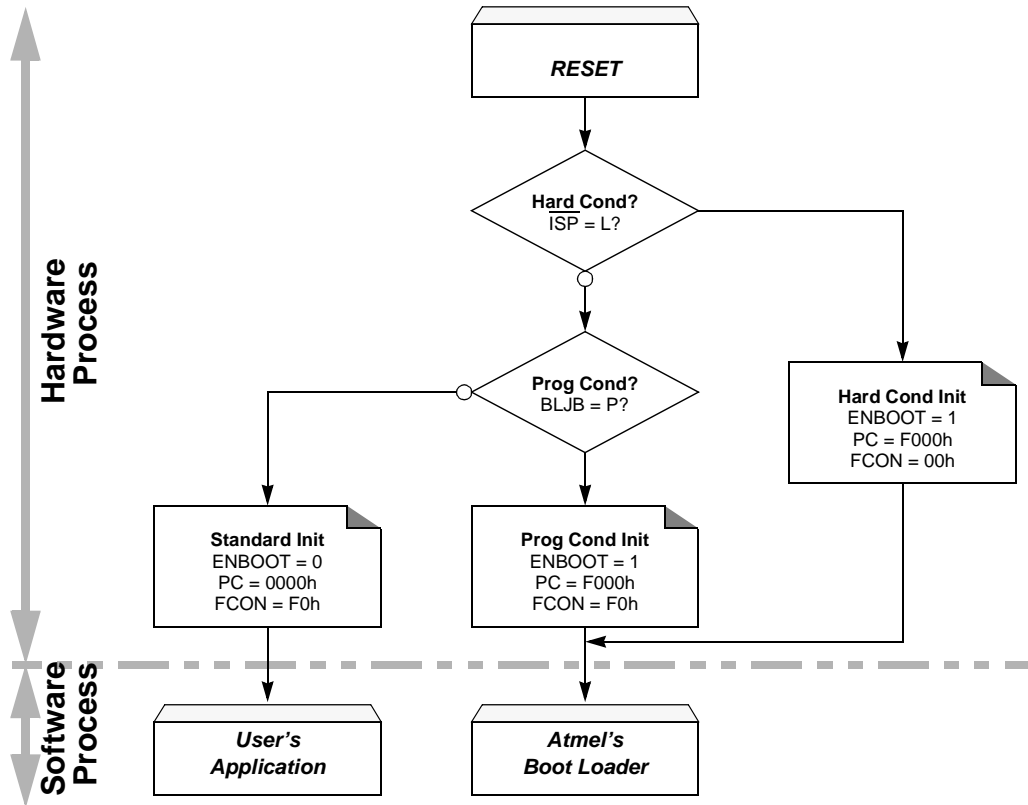 RESET
Hard Cond?
ISP = L?
Hardware
Process
Prog Cond?
BLJB = P?
Hard Cond Init
ENBOOT = 1
PC = F000h
FCON = 00h
Standard Init
ENBOOT = 0
PC = 0000h
FCON = F0h
Prog Cond Init
ENBOOT = 1
PC = F000h
FCON = F0h
Software
Process
User's
Application
Atmel's
Boot Loader